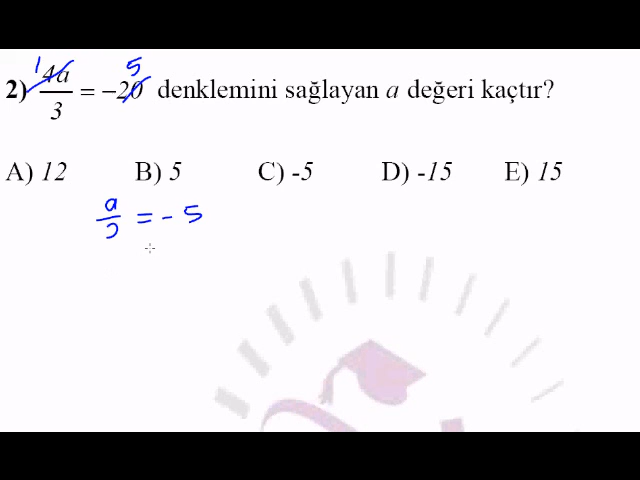 1 5
2) 4a/3 = -20 denklemini sağlayan a değeri kaçtır?
A) 12 B) 5 C) -5 D) -15 E) 15
a/3 = - 5